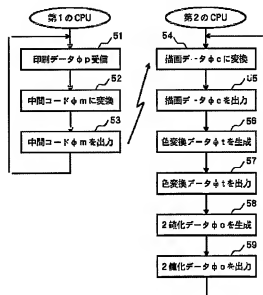 第1のCPU
51
印刷データφp受信
52
中間コードφmに変換
53
中間コードφmを出力
第2のCPU
54
描画データφcに変換
55
描画データφcを出力
56
色変換データφtを生成
57
色変換データφtを出力
58
2値化データφoを生成
59
2値化データφoを出力